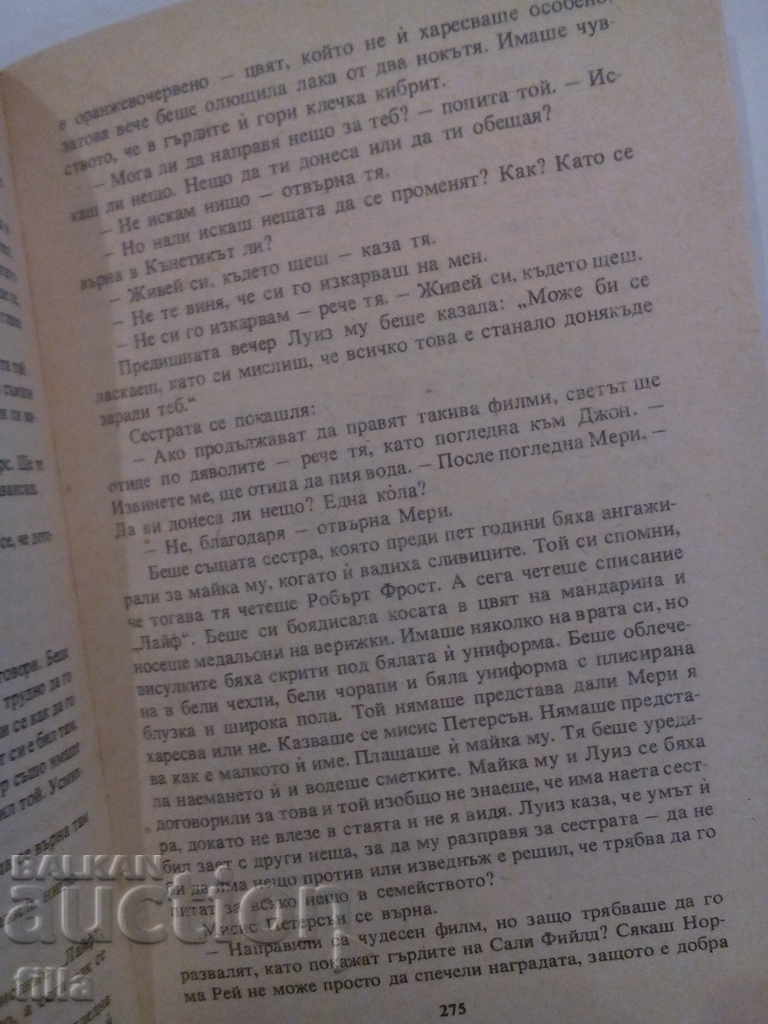 е оранжевочервено – цвят, който не ѝ харесваше особено,
затова вече беше олющила лака от два нокътя. Имаше чув-
ството, че в гърдите ѝ гори клечка кибрит.
– Мога ли да направя нещо за теб? – попита той. – Ис-
каш ли нещо. Нещо да ти донеса или да ти обещая?
– Не искам нищо – отвърна тя.
– Но нали искаш нещата да се променят? Как? Като се
върна в Кънетикът ли?
– Живей си, където щеш – каза тя.
– Не те виня, че си го изкарваш на мен.
– Не си го изкарвам – рече тя. – Живей си, където щеш.
Предишната вечер Луиз му беше казала: „Може би се
ласкаеш, като си мислиш, че всичко това е станало донякъде
заради теб.“
Сестрата се покашля:
– Ако продължават да правят такива филми, светът ще
отиде по дяволите – рече тя, като погледна към Джон. –
Извинете ме, ще отида да пия вода. – После погледна Мери. –
Да ви донеса ли нещо? Една кола?
– Не, благодаря – отвърна Мери.
Беше същата сестра, която преди пет години бяха ангажи-
рали за майка му, когато ѝ вадиха сливиците. Той си спомни,
че тогава тя четеше Робърт Фрост. А сега четеше списание
„Лайф“. Беше си боядисала косата в цвят на мандарина и
носеше медальони на верижки. Имаше няколко на врата си, но
висулките бяха скрити под бялата ѝ униформа. Беше облече-
на в бели чехли, бели чорапи и бяла униформа с плисирана
блузка и широка пола. Той нямаше представа дали Мери я
харесва или не. Казваше се мисис Петерсън. Нямаше предста-
ва как е малкото ѝ име. Плащаше ѝ майка му. Тя беше уреди-
ла наемането ѝ и водеше сметките. Майка му и Луиз се бяха
договорили за това и той изобщо не знаеше, че има наета сест-
ра, докато не влезе в стаята и не я видя. Луиз каза, че умът ѝ
бил зает с други неща, за да му разправя за сестрата – да не
би да има нещо против или изведнъж е решил, че трябва да го
питат за всяко нещо в семейството?
Мисис Петерсън се върна.
– Направили са чудесен филм, но защо трябваше да го
развалят, като покажат гърдите на Сали Фийлд? Сякаш Нор-
ма Рей не може просто да спечели наградата, защото е добра
275
BALKAN
auction
filla